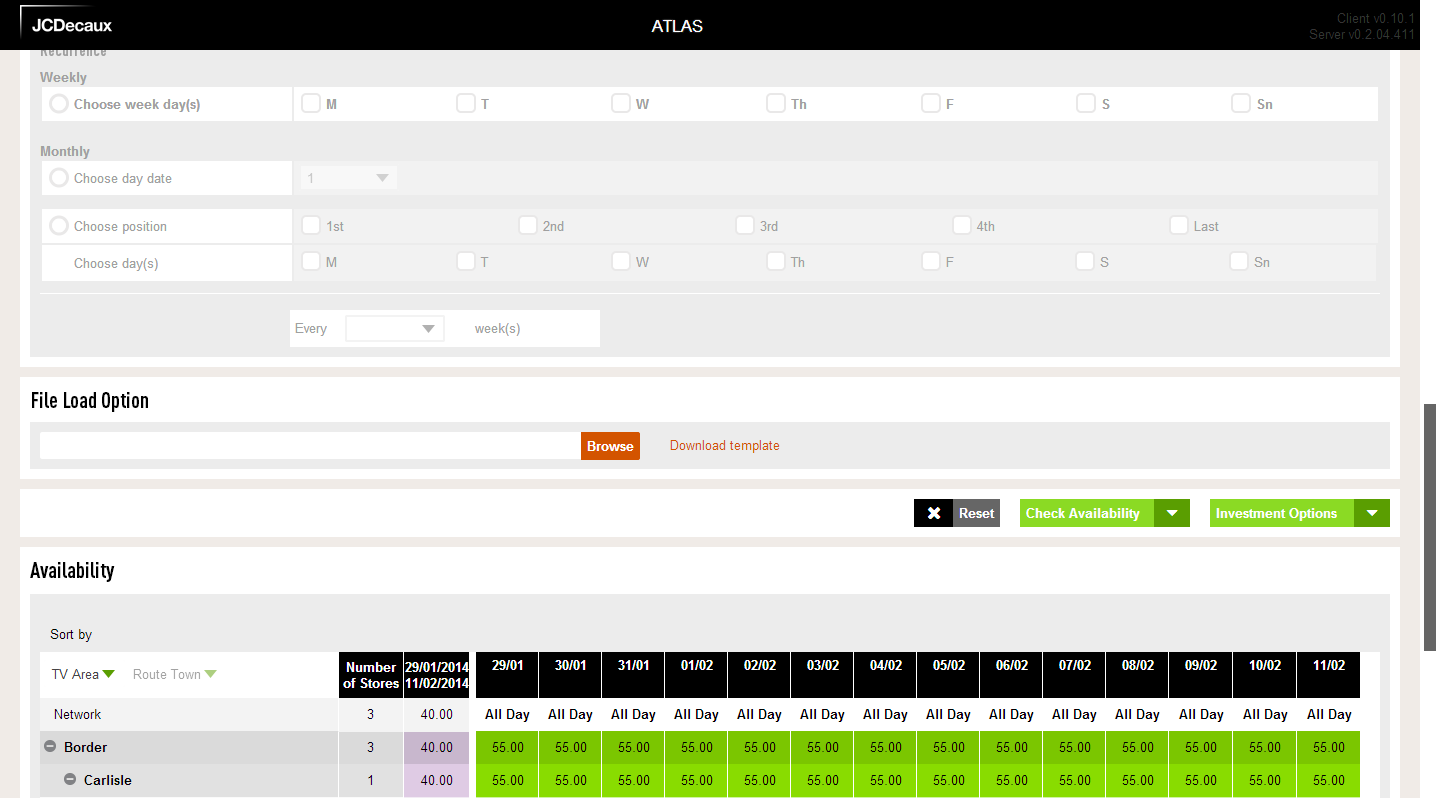 JCDecaux ATLAS Client v0.10.1
Server v0.2.04.411
Recurrence
Weekly
Choose week day(s) M T W Th F S Sn
Monthly
Choose day date 1
Choose position 1st 2nd 3rd 4th Last
Choose day(s) M T W Th F S Sn
Every week(s)
File Load Option
Browse Download template
Reset Check Availability Investment Options
Availability
Sort by
TV Area Route Town Number of Stores 29/01/2014 11/02/2014 29/01 30/01 31/01 01/02 02/02 03/02 04/02 05/02 06/02 07/02 08/02 09/02 10/02 11/02
Network 3 40.00 All Day All Day All Day All Day All Day All Day All Day All Day All Day All Day All Day All Day All Day All Day
Border 3 40.00 55.00 55.00 55.00 55.00 55.00 55.00 55.00 55.00 55.00 55.00 55.00 55.00 55.00 55.00
Carlisle 1 40.00 55.00 55.00 55.00 55.00 55.00 55.00 55.00 55.00 55.00 55.00 55.00 55.00 55.00 55.00